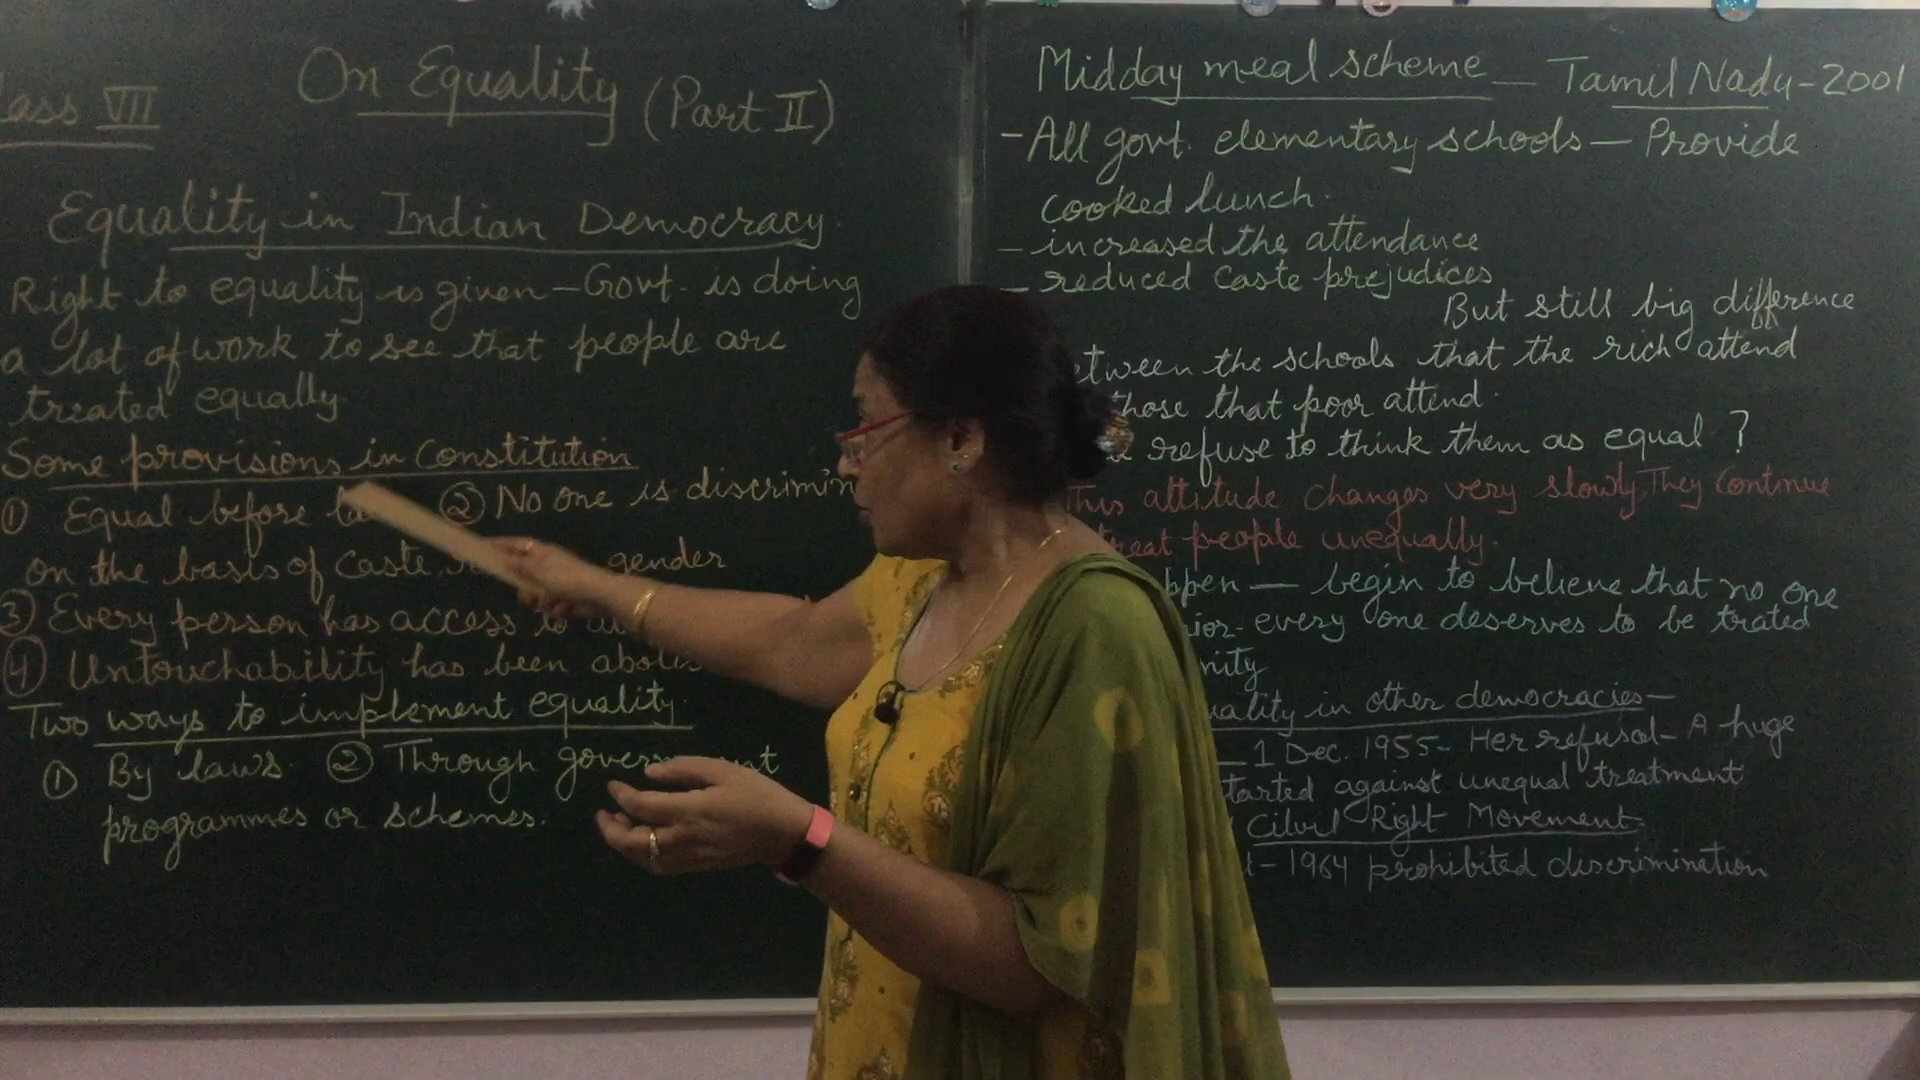 Class VII
On Equality (Part II)
Equality in Indian Democracy.
Right to equality is given – Govt. is doing
a lot of work to see that people are
treated equally.
Some provisions in Constitution
① Equal before ② No one is discrimin
on the basis of Caste, gender
③ Every person has access to
④ Untouchability has been abolis
Two ways to implement equality.
① By laws. ② Through government
programmes or schemes.
Midday meal scheme – Tamil Nadu – 2001
- All govt. elementary schools – Provide
cooked lunch.
– increased the attendance
– reduced Caste prejudices
But still big difference
etween the schools that the rich attend
those that poor attend.
refuse to think them as equal ?
This attitude changes very slowly. They Continue
treat people unequally.
ppen — begin to believe that no one
ior- every one deserves to be trated
nity
uality in other democracies –
– 1 Dec. 1955 – Her refusal – A huge
tarted against unequal treatment
Cilvil Right Movement.
t – 1964 prohibited discrimination